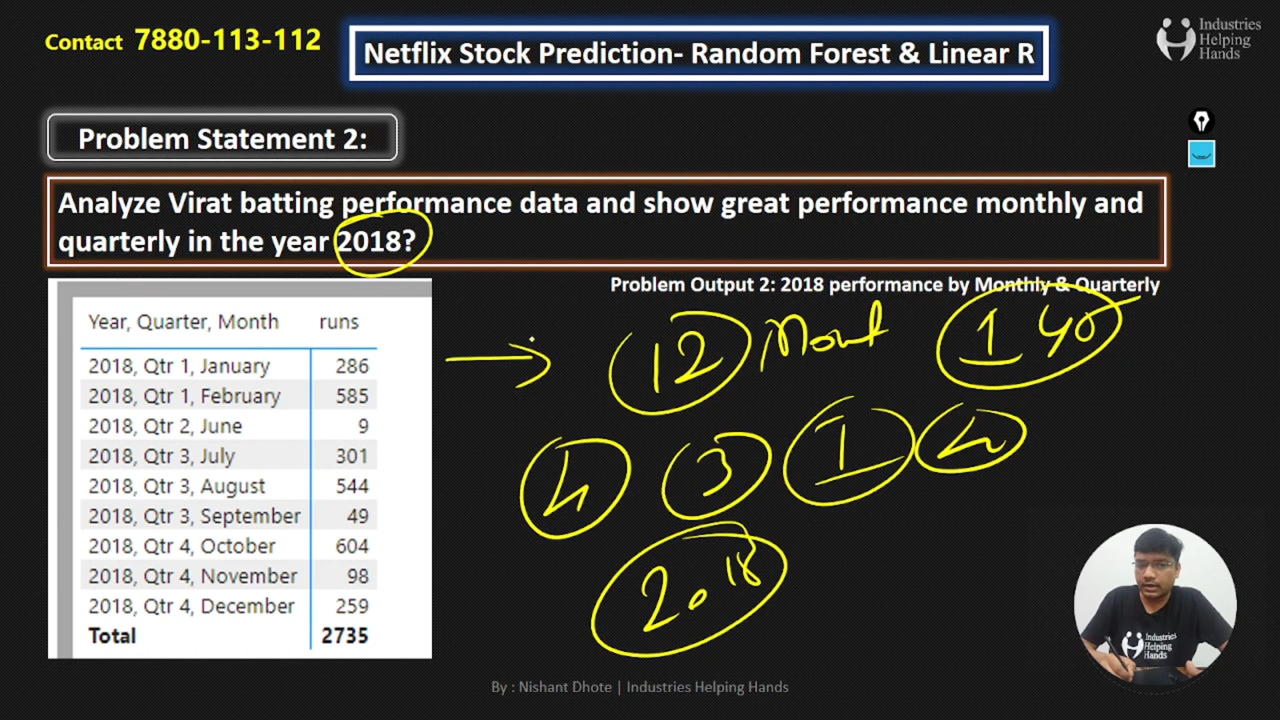 Contact 7880-113-112
Netflix Stock Prediction- Random Forest & Linear R
Industries
Helping
Hands
Problem Statement 2:
Analyze Virat batting performance data and show great performance monthly and
quarterly in the year 2018?
Problem Output 2: 2018 performance by Monthly & Quarterly
Year, Quarter, Month runs
2018, Qtr 1, January 286
2018, Qtr 1, February 585
2018, Qtr 2, June 9
2018, Qtr 3, July 301
2018, Qtr 3, August 544
2018, Qtr 3, September 49
2018, Qtr 4, October 604
2018, Qtr 4, November 98
2018, Qtr 4, December 259
Total 2735
12 Mont 1
4 3 1
2018
Industries
Helping
Hands
By : Nishant Dhote | Industries Helping Hands